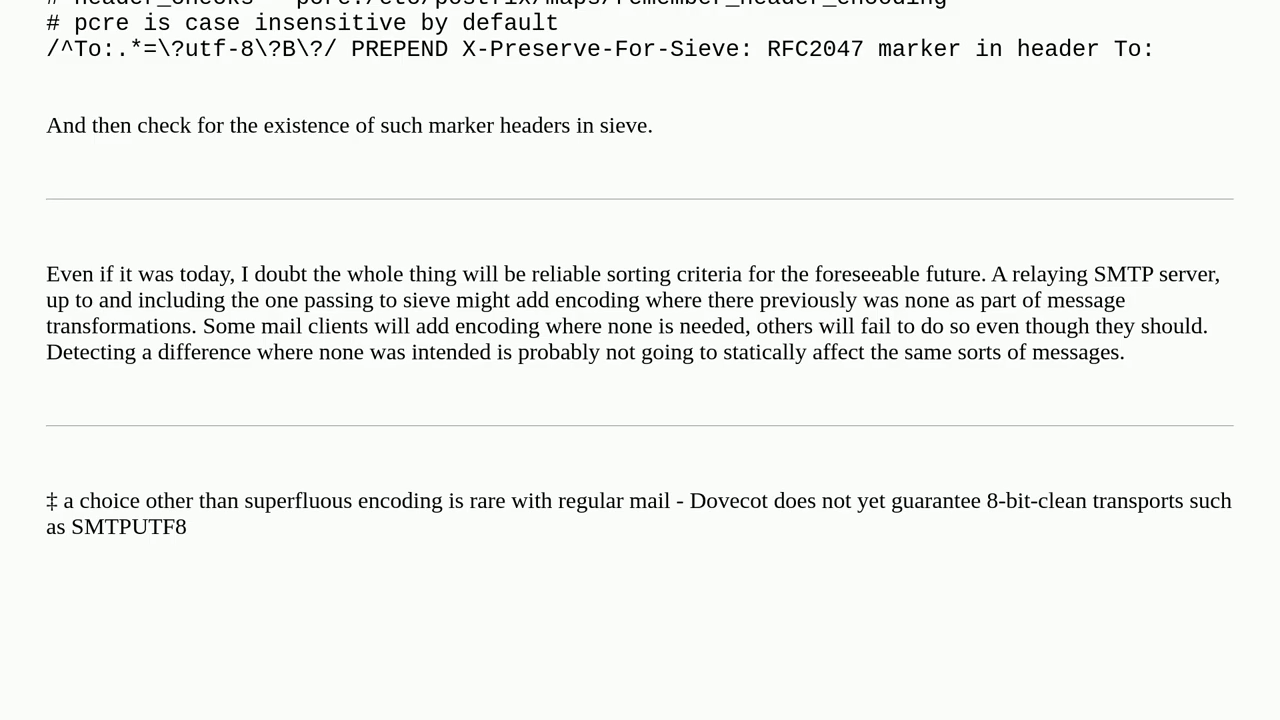 # header_checks = pcre:/etc/postfix/maps/remember_header_encoding
# pcre is case insensitive by default
/^To:.*=\?utf-8\?B\?/ PREPEND X-Preserve-For-Sieve: RFC2047 marker in header To:
And then check for the existence of such marker headers in sieve.
Even if it was today, I doubt the whole thing will be reliable sorting criteria for the foreseeable future. A relaying SMTP server,
up to and including the one passing to sieve might add encoding where there previously was none as part of message
transformations. Some mail clients will add encoding where none is needed, others will fail to do so even though they should.
Detecting a difference where none was intended is probably not going to statically affect the same sorts of messages.
‡ a choice other than superfluous encoding is rare with regular mail - Dovecot does not yet guarantee 8-bit-clean transports such
as SMTPUTF8